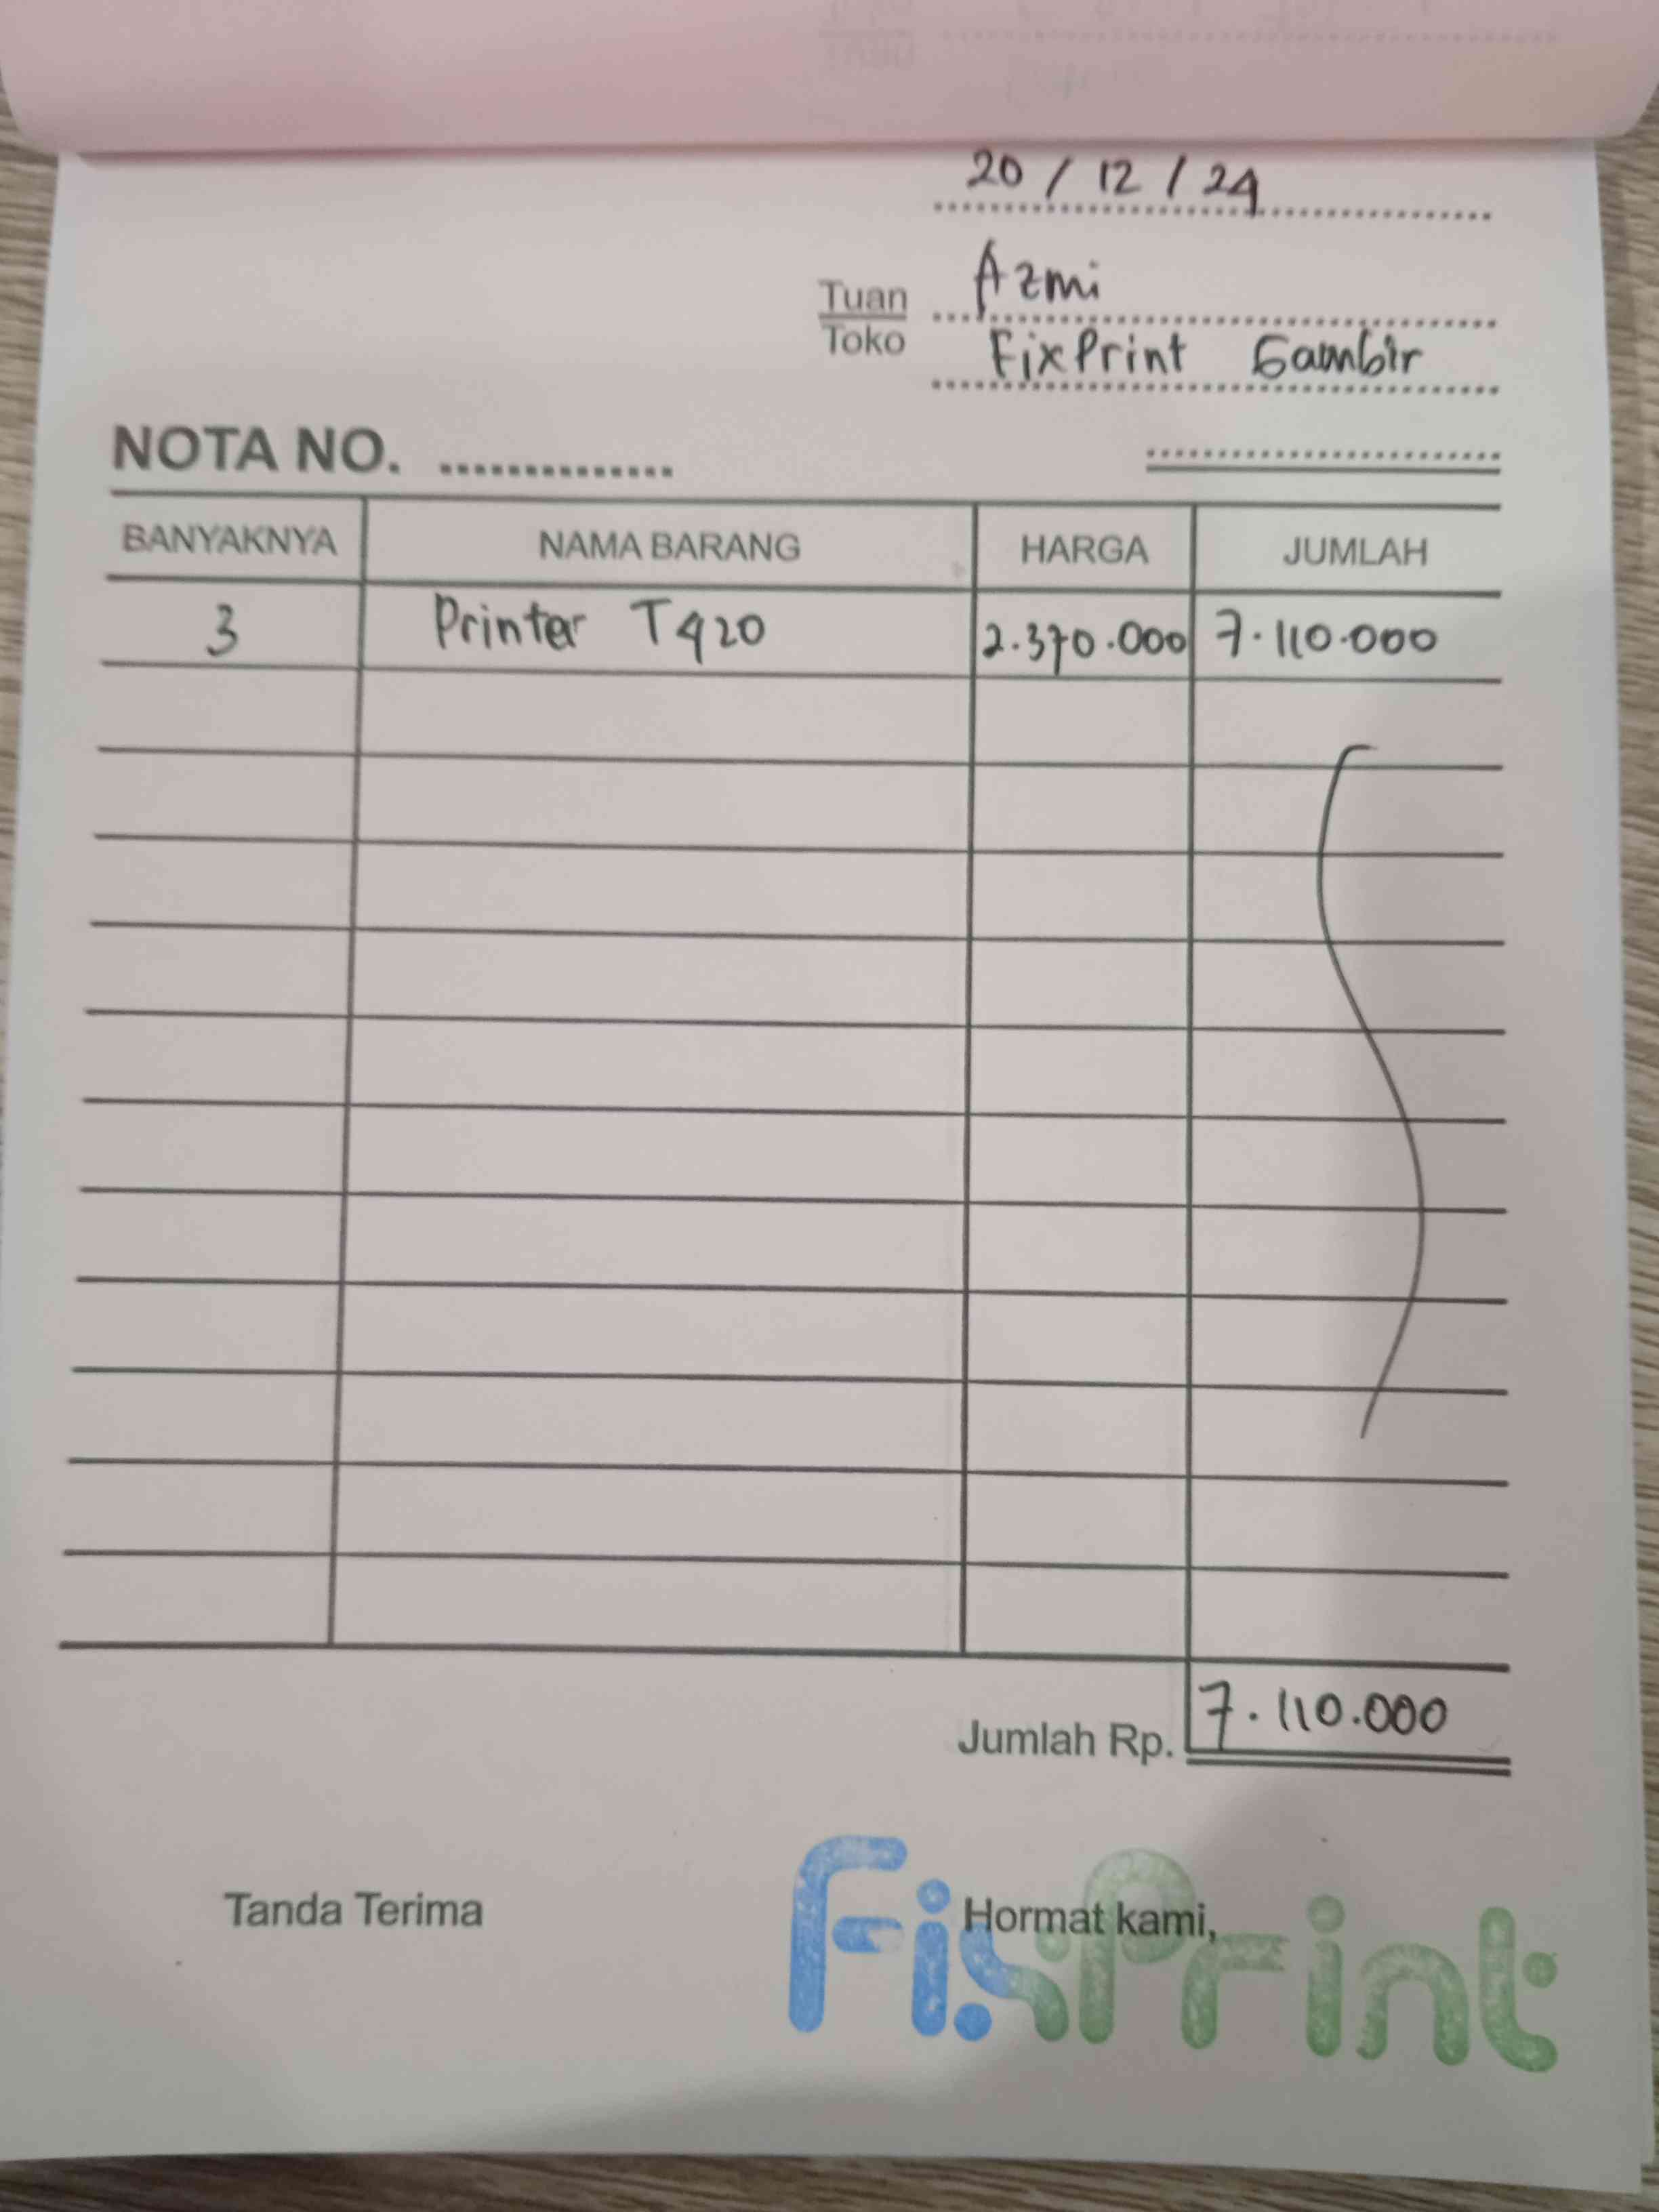 20 / 12 / 24
Tuan Azmi
Toko FixPrint Gambir
NOTA NO. ..............
BANYAKNYA NAMA BARANG HARGA JUMLAH
3 Printer T420 2.370.000 7.110.000
Jumlah Rp. 7.110.000
Tanda Terima Hormat kami,
FixPrint